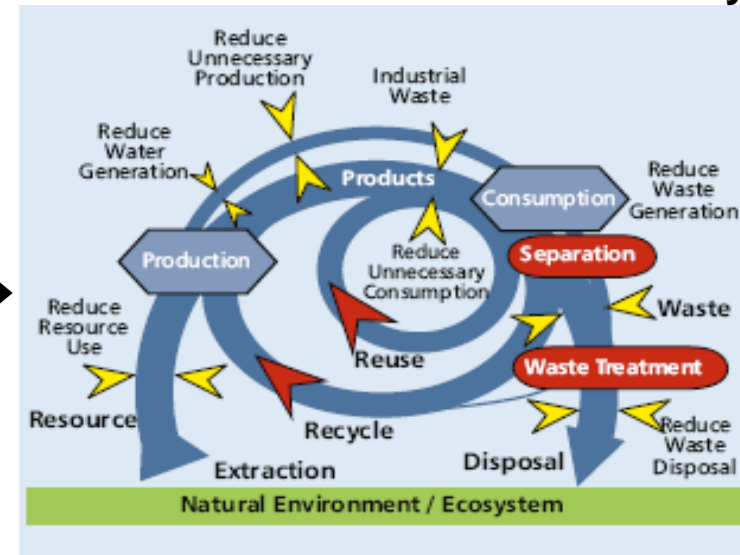 Reduce
Unnecessary
Production
Industrial
Waste
Reduce
Water
Generation
Products
Consumption
Reduce
Waste
Generation
Production
Reduce
Unnecessary
Consumption
Separation
Reduce
Resource
Use
Waste
Reuse
Waste Treatment
Resource
Recycle
Reduce
Waste
Disposal
Extraction
Disposal
Natural Environment / Ecosystem